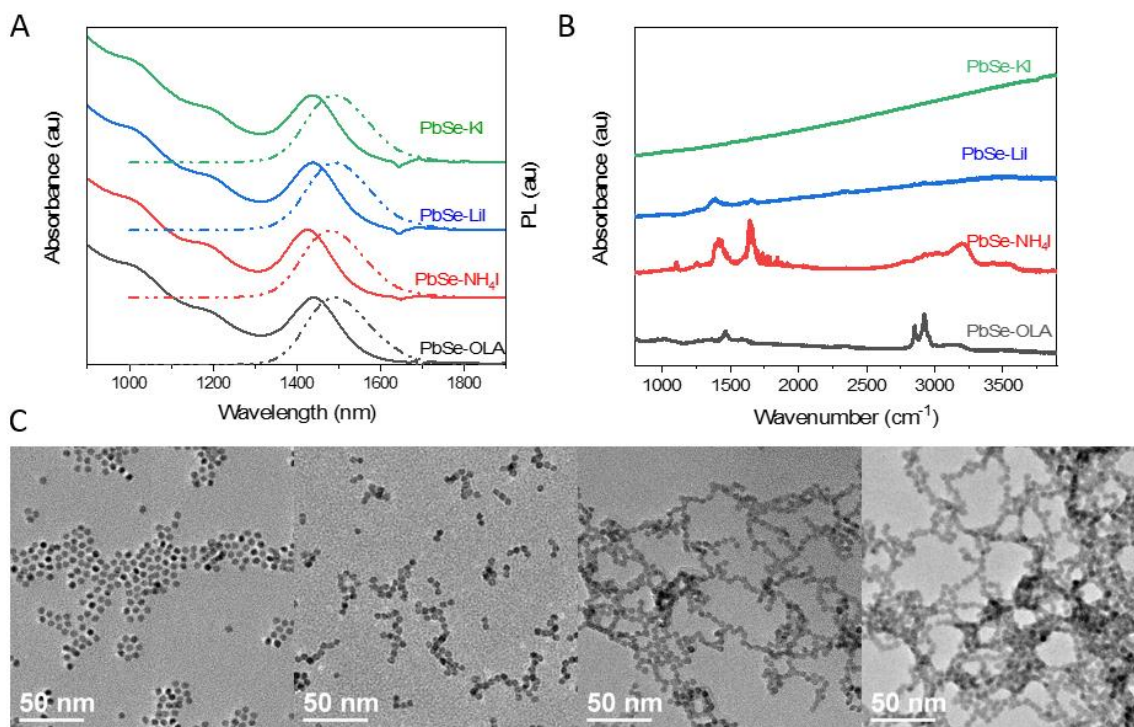 A
Absorbance (au)
PL (au)
PbSe-KI
PbSe-LiI
PbSe-NH₄I
PbSe-OLA
1000 1200 1400 1600 1800
Wavelength (nm)
B
Absorbance (au)
PbSe-KI
PbSe-LiI
PbSe-NH₄I
PbSe-OLA
1000 1500 2000 2500 3000 3500
Wavenumber (cm⁻¹)
C
50 nm
50 nm
50 nm
50 nm